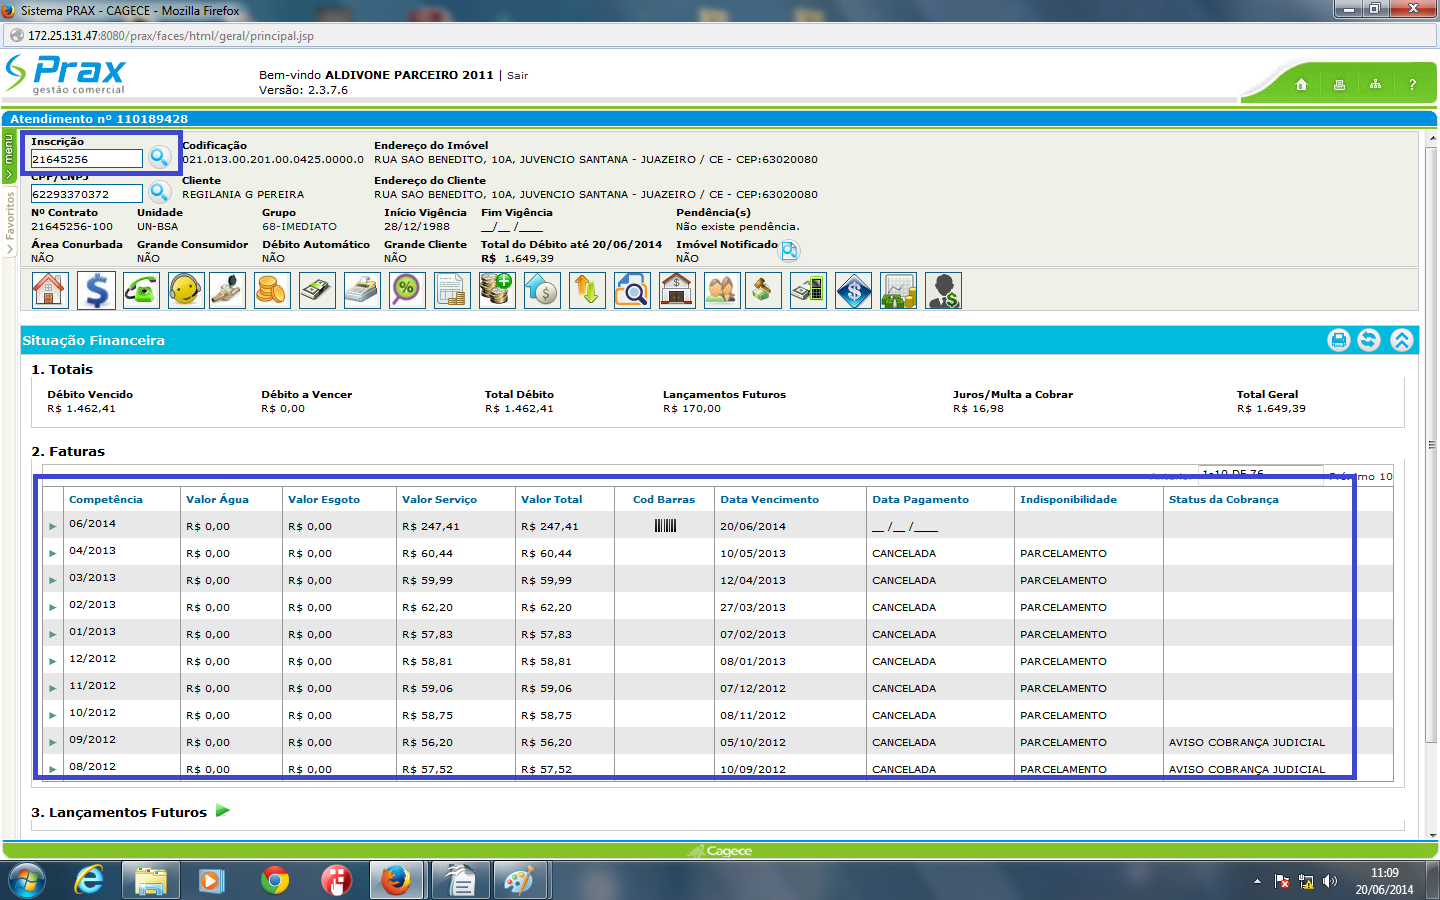 Sistema PRAX - CAGECE - Mozilla Firefox
172.25.131.47:8080/prax/faces/html/geral/principal.jsp
Prax
gestão comercial
Bem-vindo ALDIVONE PARCEIRO 2011 | Sair
Versão: 2.3.7.6
?
Atendimento nº 110189428
menu
Favoritos
Inscrição Codificação Endereço do Imóvel
21645256 021.013.00.201.00.0425.0000.0 RUA SAO BENEDITO, 10A, JUVENCIO SANTANA - JUAZEIRO / CE - CEP:63020080
CPF/CNPJ Cliente Endereço do Cliente
62293370372 REGILANIA G PEREIRA RUA SAO BENEDITO, 10A, JUVENCIO SANTANA - JUAZEIRO / CE - CEP:63020080
Nº Contrato Unidade Grupo Início Vigência Fim Vigência Pendência(s)
21645256-100 UN-BSA 68-IMEDIATO 28/12/1988 __/__ /____ Não existe pendência.
Área Conurbada Grande Consumidor Débito Automático Grande Cliente Total do Débito até 20/06/2014 Imóvel Notificado
NÃO NÃO NÃO NÃO R$ 1.649,39 NÃO
Situação Financeira
1. Totais
Débito Vencido Débito a Vencer Total Débito Lançamentos Futuros Juros/Multa a Cobrar Total Geral
R$ 1.462,41 R$ 0,00 R$ 1.462,41 R$ 170,00 R$ 16,98 R$ 1.649,39
2. Faturas
1-10 DE 76 Próximo 10
Competência Valor Água Valor Esgoto Valor Serviço Valor Total Cod Barras Data Vencimento Data Pagamento Indisponibilidade Status da Cobrança
06/2014 R$ 0,00 R$ 0,00 R$ 247,41 R$ 247,41 20/06/2014 __ /__ /____
04/2013 R$ 0,00 R$ 0,00 R$ 60,44 R$ 60,44 10/05/2013 CANCELADA PARCELAMENTO
03/2013 R$ 0,00 R$ 0,00 R$ 59,99 R$ 59,99 12/04/2013 CANCELADA PARCELAMENTO
02/2013 R$ 0,00 R$ 0,00 R$ 62,20 R$ 62,20 27/03/2013 CANCELADA PARCELAMENTO
01/2013 R$ 0,00 R$ 0,00 R$ 57,83 R$ 57,83 07/02/2013 CANCELADA PARCELAMENTO
12/2012 R$ 0,00 R$ 0,00 R$ 58,81 R$ 58,81 08/01/2013 CANCELADA PARCELAMENTO
11/2012 R$ 0,00 R$ 0,00 R$ 59,06 R$ 59,06 07/12/2012 CANCELADA PARCELAMENTO
10/2012 R$ 0,00 R$ 0,00 R$ 58,75 R$ 58,75 08/11/2012 CANCELADA PARCELAMENTO
09/2012 R$ 0,00 R$ 0,00 R$ 56,20 R$ 56,20 05/10/2012 CANCELADA PARCELAMENTO AVISO COBRANÇA JUDICIAL
08/2012 R$ 0,00 R$ 0,00 R$ 57,52 R$ 57,52 10/09/2012 CANCELADA PARCELAMENTO AVISO COBRANÇA JUDICIAL
3. Lançamentos Futuros
Cagece
11:09
20/06/2014